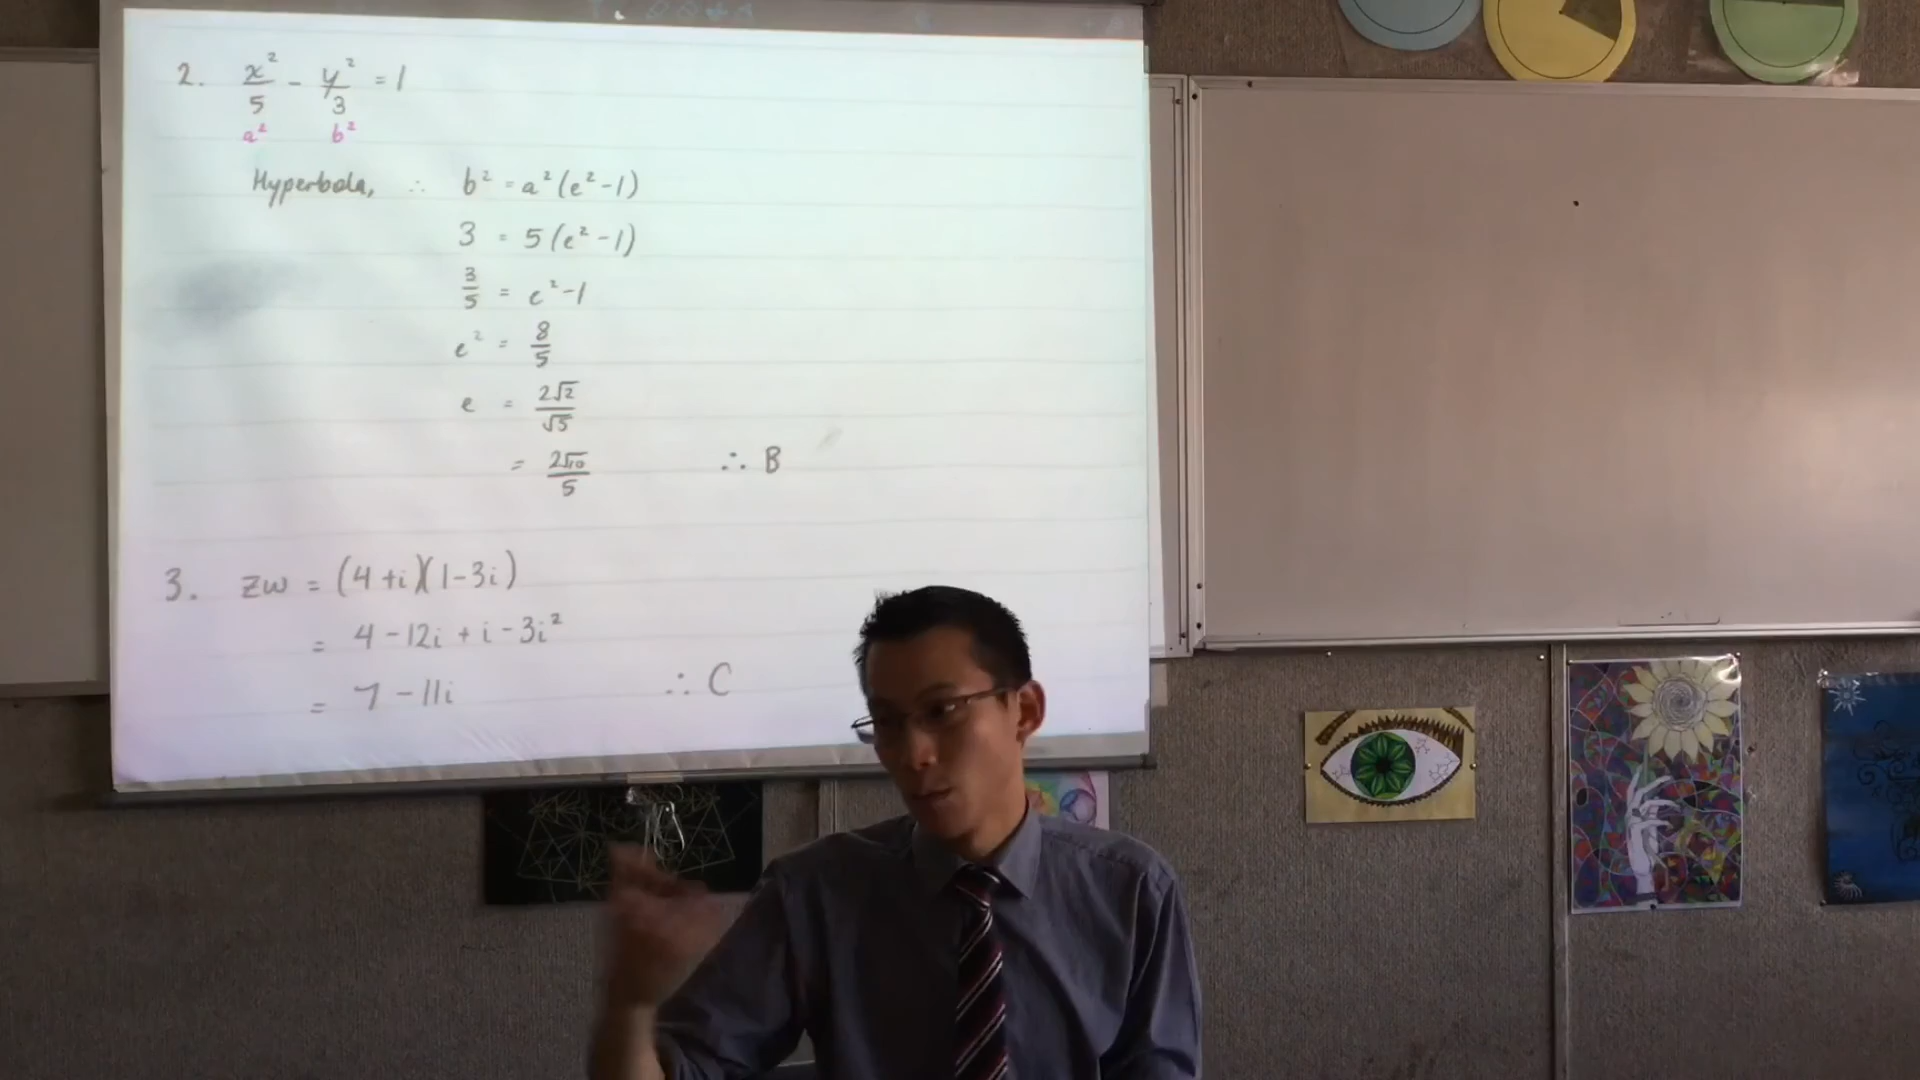 2. x²/5 - y²/3 = 1
a² b²
Hyperbola, ∴ b² = a²(e²-1)
3 = 5(e²-1)
3/5 = e²-1
e² = 8/5
e = 2√2/√5
= 2√10/5 ∴ B
3. zw = (4+i)(1-3i)
= 4-12i+i-3i²
= 7-11i ∴ C